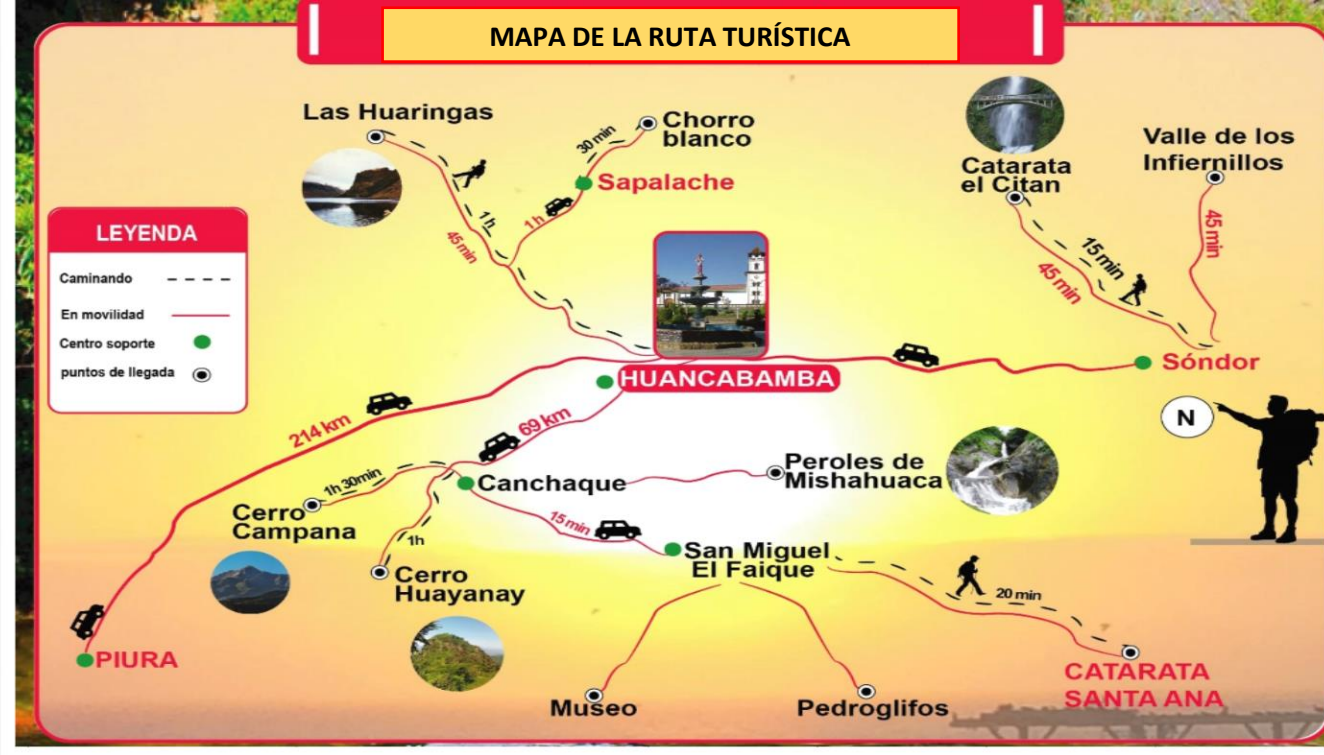 MAPA DE LA RUTA TURÍSTICA
Las Huaringas
Chorro
blanco
30 min
Sapalache
1h
1h
45 min
Catarata
el Citan
Valle de los
Infiernillos
15 min
45 min
45 min
LEYENDA
Caminando
En movilidad
Centro soporte
puntos de llegada
HUANCABAMBA
Sóndor
N
214 km
69 km
1h 30min
Canchaque
Peroles de
Mishahuaca
Cerro
Campana
15 min
1h
San Miguel
El Faique
Cerro
Huayanay
20 min
PIURA
CATARATA
SANTA ANA
Museo
Pedroglifos